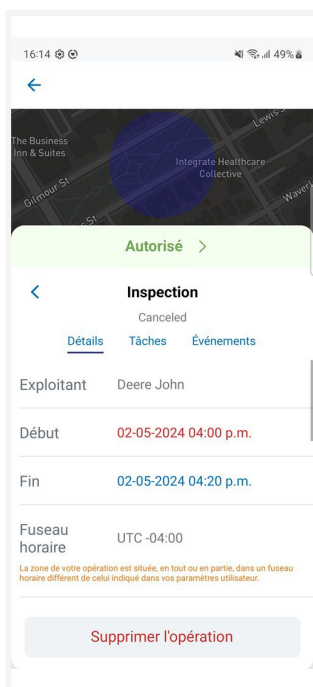 16:14
49%
Lewis
The Business
Inn & Suites
Integrate Healthcare
Collective
Gilmour St
Waverl
St
Autorisé
Inspection
Canceled
Détails Tâches Événements
Exploitant Deere John
Début 02-05-2024 04:00 p.m.
Fin 02-05-2024 04:20 p.m.
Fuseau
horaire UTC -04:00
La zone de votre opération est située, en tout ou en partie, dans un fuseau
horaire différent de celui indiqué dans vos paramètres utilisateur.
Supprimer l'opération